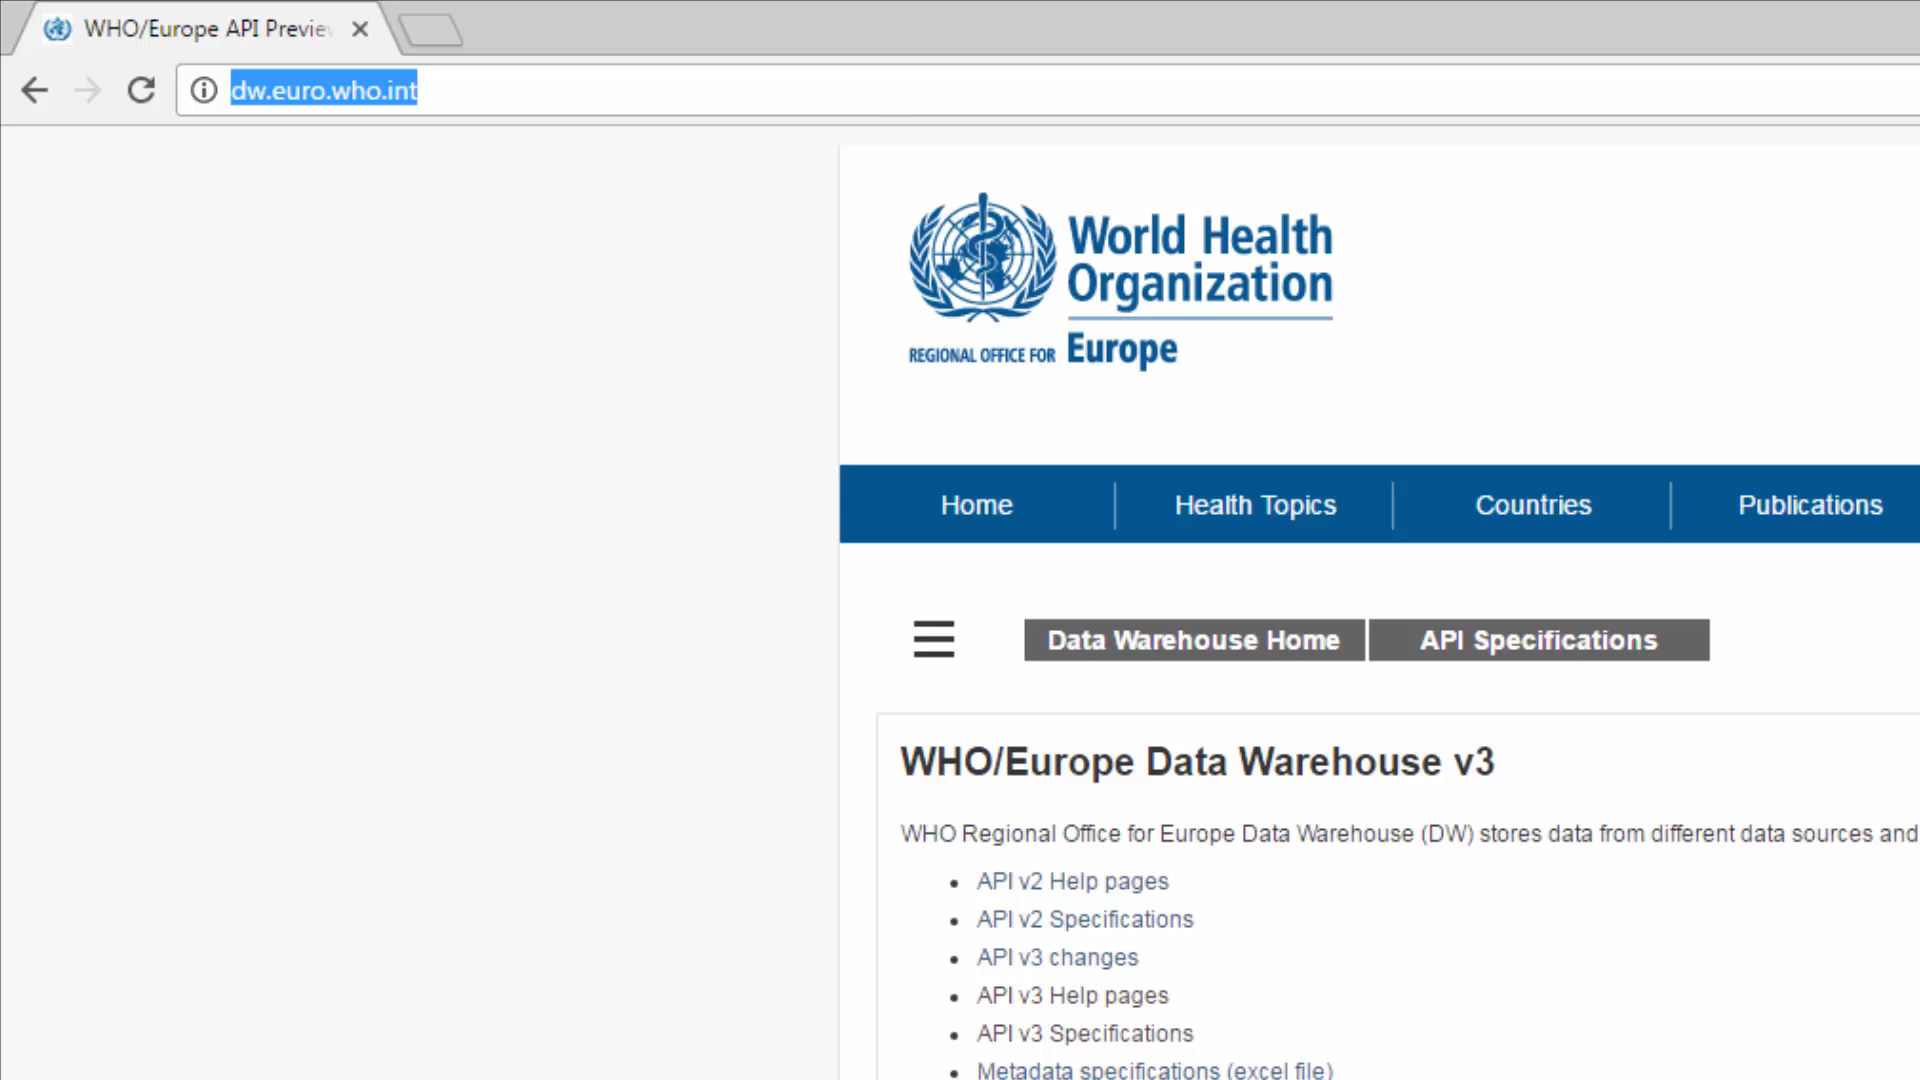 WHO/Europe API Preview
dw.euro.who.int
World Health
Organization
REGIONAL OFFICE FOR Europe
Home Health Topics Countries Publications
Data Warehouse Home API Specifications
WHO/Europe Data Warehouse v3
WHO Regional Office for Europe Data Warehouse (DW) stores data from different data sources and
API v2 Help pages
API v2 Specifications
API v3 changes
API v3 Help pages
API v3 Specifications
Metadata specifications (excel file)